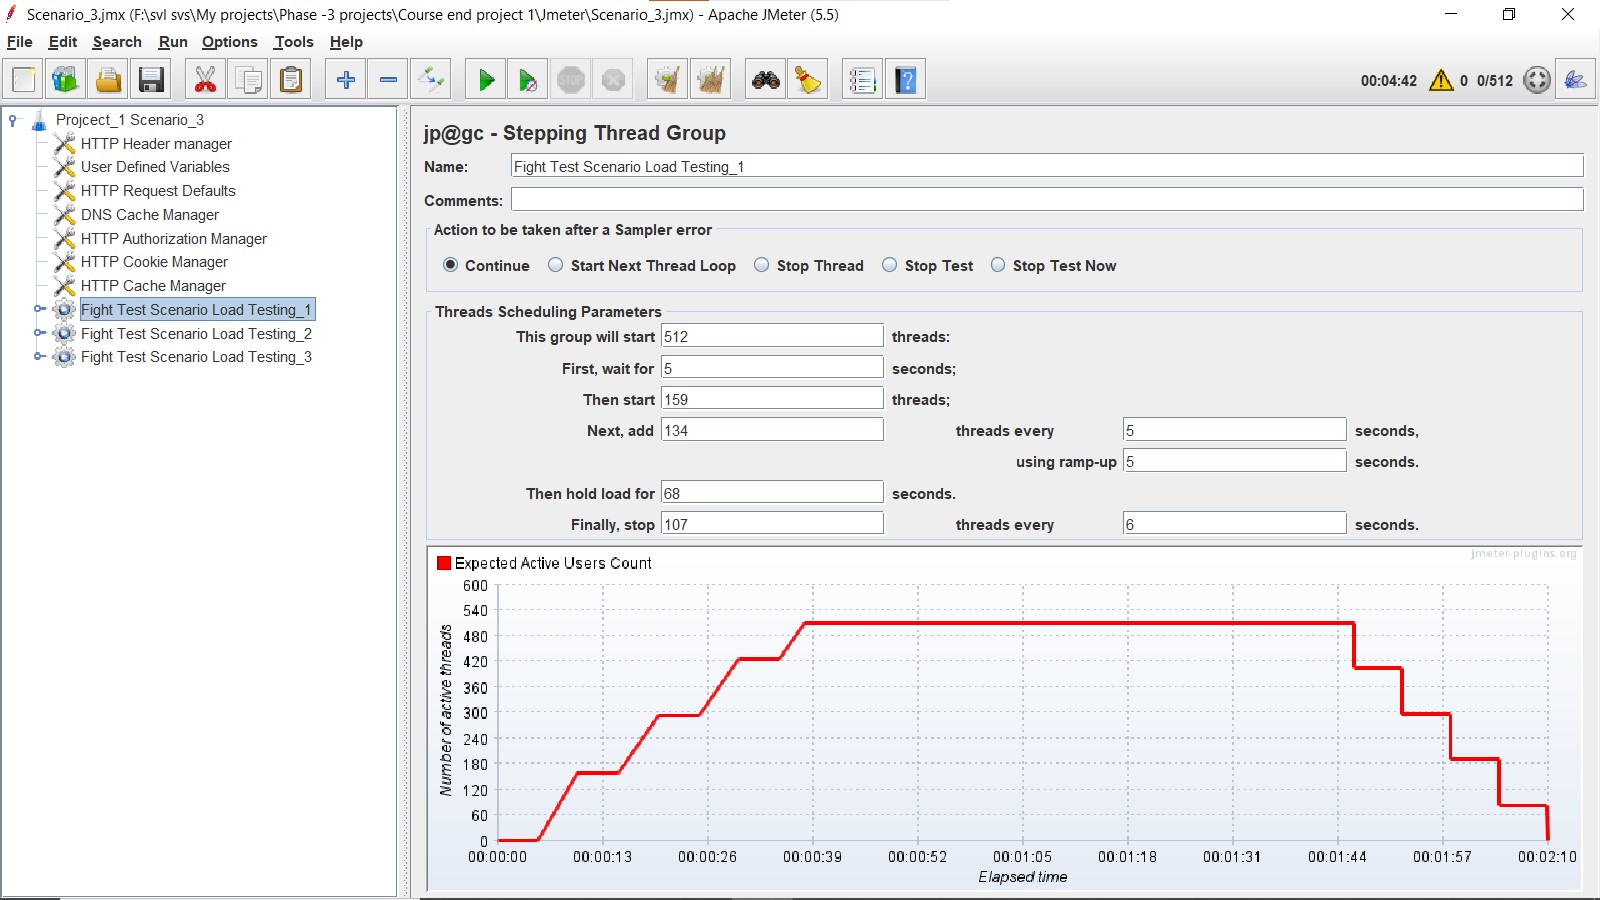 Scenario_3.jmx (F:\svl svs\My projects\Phase -3 projects\Course end project 1\Jmeter\Scenario_3.jmx) - Apache JMeter (5.5)
File Edit Search Run Options Tools Help
STOP
00:04:42 0 0/512
Projcect_1 Scenario_3
HTTP Header manager
User Defined Variables
HTTP Request Defaults
DNS Cache Manager
HTTP Authorization Manager
HTTP Cookie Manager
HTTP Cache Manager
Fight Test Scenario Load Testing_1
Fight Test Scenario Load Testing_2
Fight Test Scenario Load Testing_3
jp@gc - Stepping Thread Group
Name: Fight Test Scenario Load Testing_1
Comments:
Action to be taken after a Sampler error
Continue Start Next Thread Loop Stop Thread Stop Test Stop Test Now
Threads Scheduling Parameters
This group will start 512 threads:
First, wait for 5 seconds;
Then start 159 threads;
Next, add 134 threads every 5 seconds,
using ramp-up 5 seconds.
Then hold load for 68 seconds.
Finally, stop 107 threads every 6 seconds.
jmeter-plugins.org
Expected Active Users Count
600
540
480
420
360
300
240
180
120
60
0
Number of active threads
00:00:00 00:00:13 00:00:26 00:00:39 00:00:52 00:01:05 00:01:18 00:01:31 00:01:44 00:01:57 00:02:10
Elapsed time